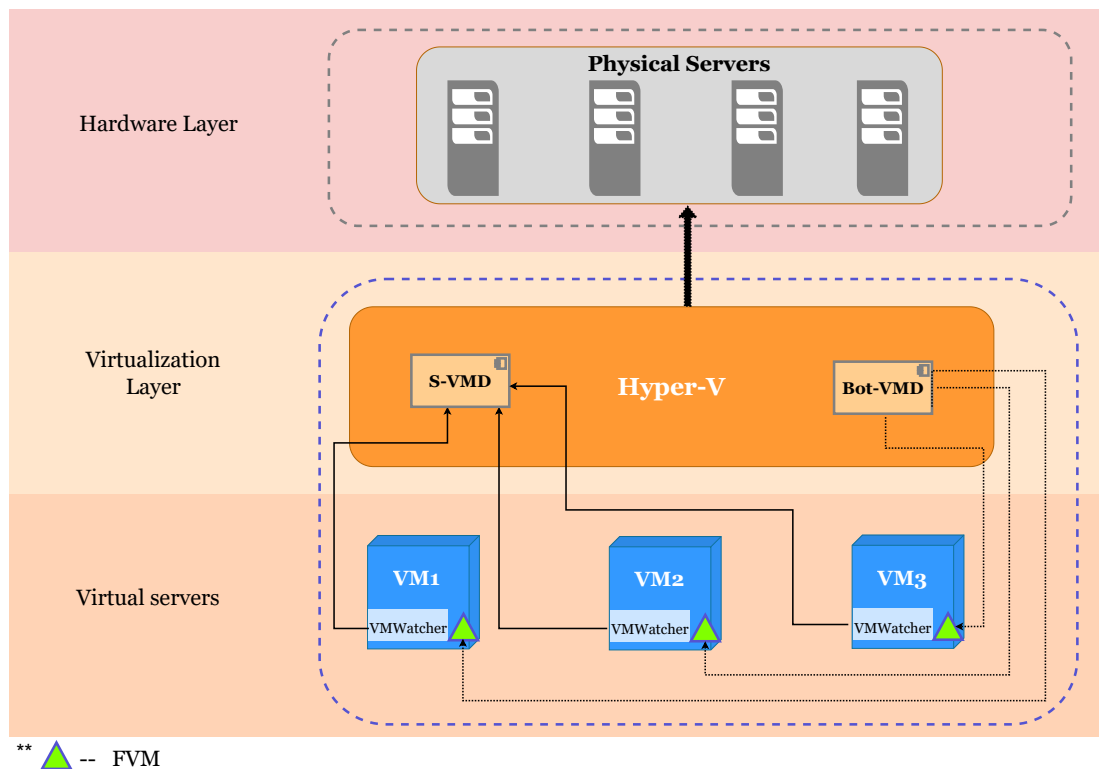 Physical Servers
Hardware Layer
Virtualization
Layer
S-VMD
Hyper-V
Bot-VMD
Virtual servers
VM1
VMWatcher
VM2
VMWatcher
VM3
VMWatcher
** -- FVM